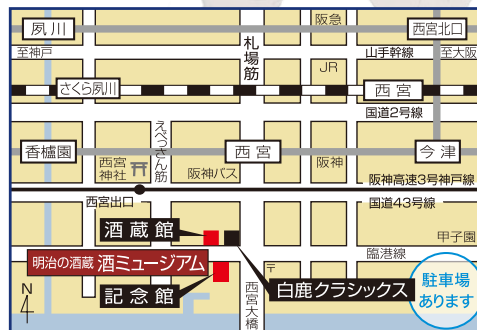 阪急
夙川
西宮北口
至神戸
札場筋
山手幹線
至大阪
JR
さくら夙川
西宮
国道2号線
香櫨園
えべっさん筋
西宮
阪神
今津
西宮
神社
阪神バス
阪神高速3号神戸線
西宮出口
国道43号線
酒蔵館
甲子園
明治の酒蔵 酒ミュージアム
臨港線
〒
駐車場
あります
白鹿クラシックス
記念館
N
4
西宮大橋